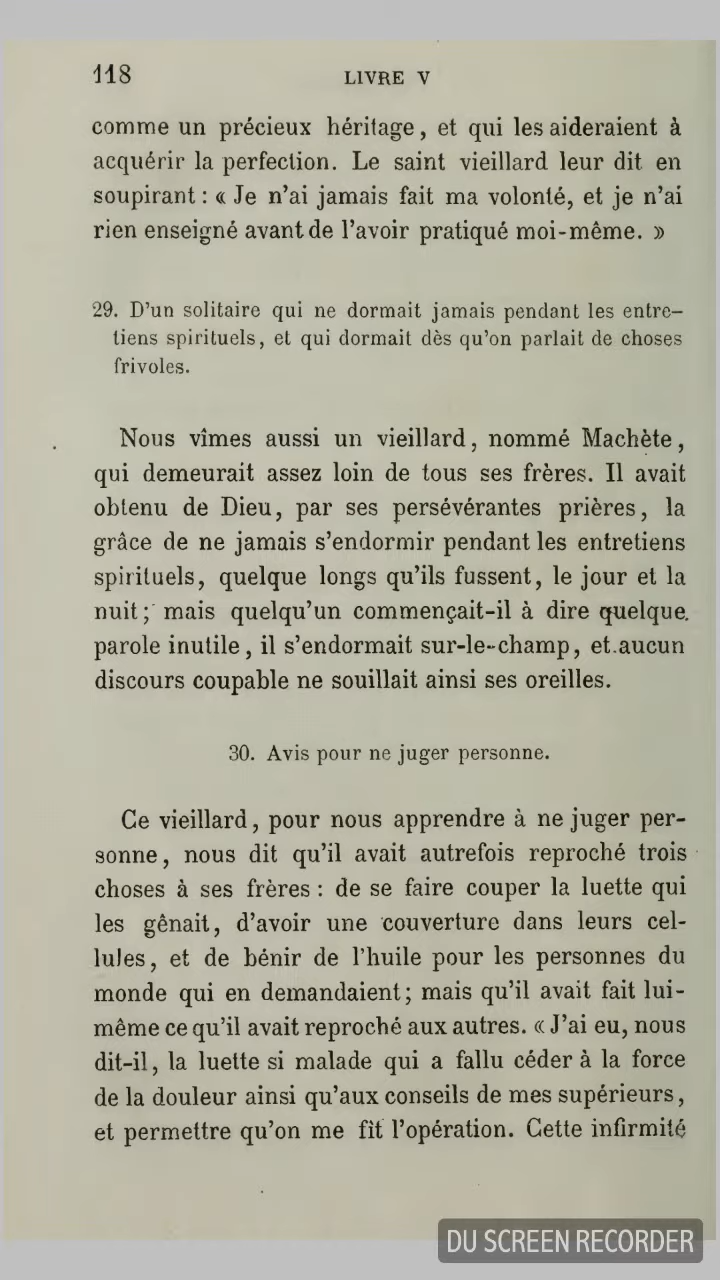 118
LIVRE V
comme un précieux héritage, et qui les aideraient à
acquérir la perfection. Le saint vieillard leur dit en
soupirant : « Je n'ai jamais fait ma volonté, et je n'ai
rien enseigné avant de l'avoir pratiqué moi-même. »
29. D'un solitaire qui ne dormait jamais pendant les entre-
tiens spirituels, et qui dormait dès qu'on parlait de choses
frivoles.
Nous vîmes aussi un vieillard, nommé Machète,
qui demeurait assez loin de tous ses frères. Il avait
obtenu de Dieu, par ses persévérantes prières, la
grâce de ne jamais s'endormir pendant les entretiens
spirituels, quelque longs qu'ils fussent, le jour et la
nuit; mais quelqu'un commençait-il à dire quelque
parole inutile, il s'endormait sur-le-champ, et aucun
discours coupable ne souillait ainsi ses oreilles.
30. Avis pour ne juger personne.
Ce vieillard, pour nous apprendre à ne juger per-
sonne, nous dit qu'il avait autrefois reproché trois
choses à ses frères : de se faire couper la luette qui
les gênait, d'avoir une couverture dans leurs cel-
lules, et de bénir de l'huile pour les personnes du
monde qui en demandaient; mais qu'il avait fait lui-
même ce qu'il avait reproché aux autres. « J'ai eu, nous
dit-il, la luette si malade qui a fallu céder à la force
de la douleur ainsi qu'aux conseils de mes supérieurs,
et permettre qu'on me fît l'opération. Cette infirmité
DU SCREEN RECORDER